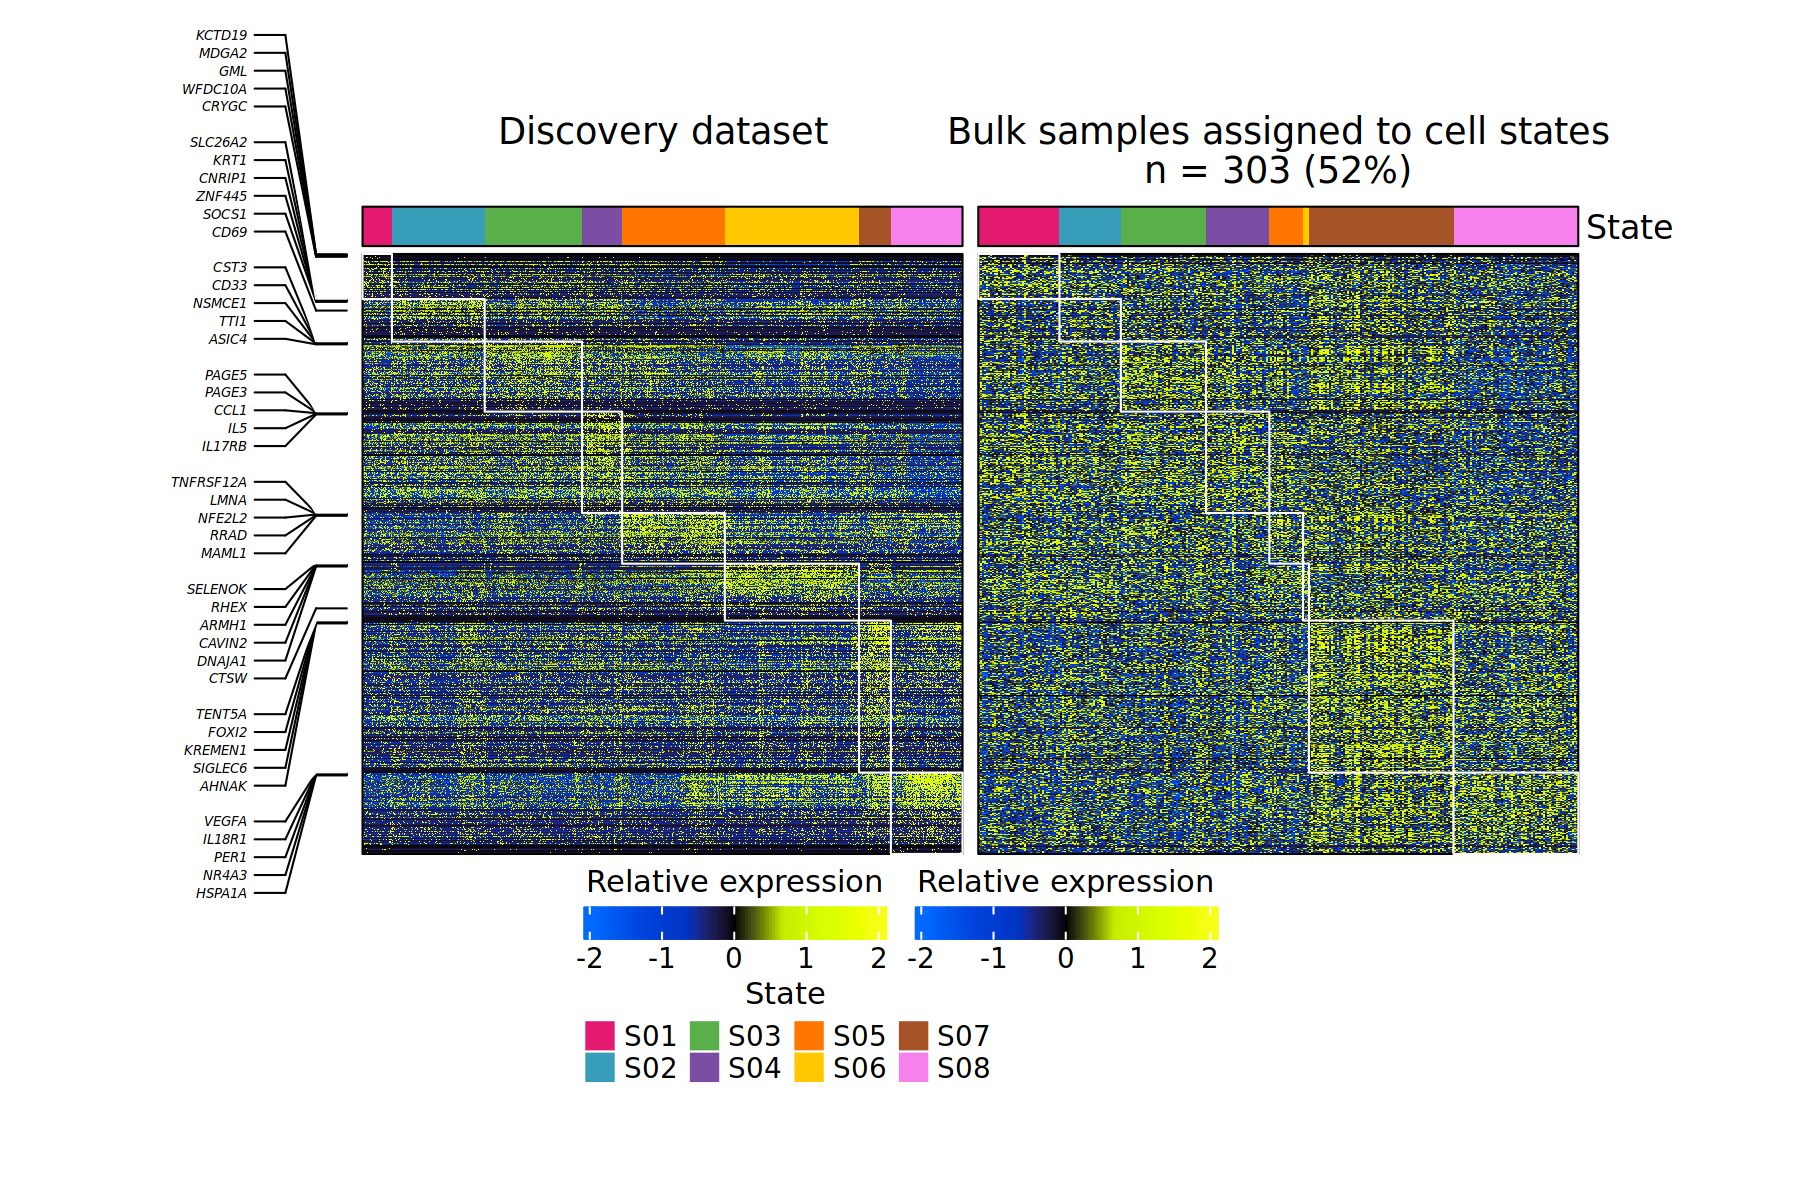 KCTD19
MDGA2
GML
WFDC10A
CRYGC
SLC26A2
KRT1
CNRIP1
ZNF445
SOCS1
CD69
CST3
CD33
NSMCE1
TTI1
ASIC4
PAGE5
PAGE3
CCL1
IL5
IL17RB
TNFRSF12A
LMNA
NFE2L2
RRAD
MAML1
SELENOK
RHEX
ARMH1
CAVIN2
DNAJA1
CTSW
TENT5A
FOXI2
KREMEN1
SIGLEC6
AHNAK
VEGFA
IL18R1
PER1
NR4A3
HSPA1A
Discovery dataset
Bulk samples assigned to cell states
n = 303 (52%)
State
Relative expression
-2 -1 0 1 2
Relative expression
-2 -1 0 1 2
State
S01 S03 S05 S07
S02 S04 S06 S08